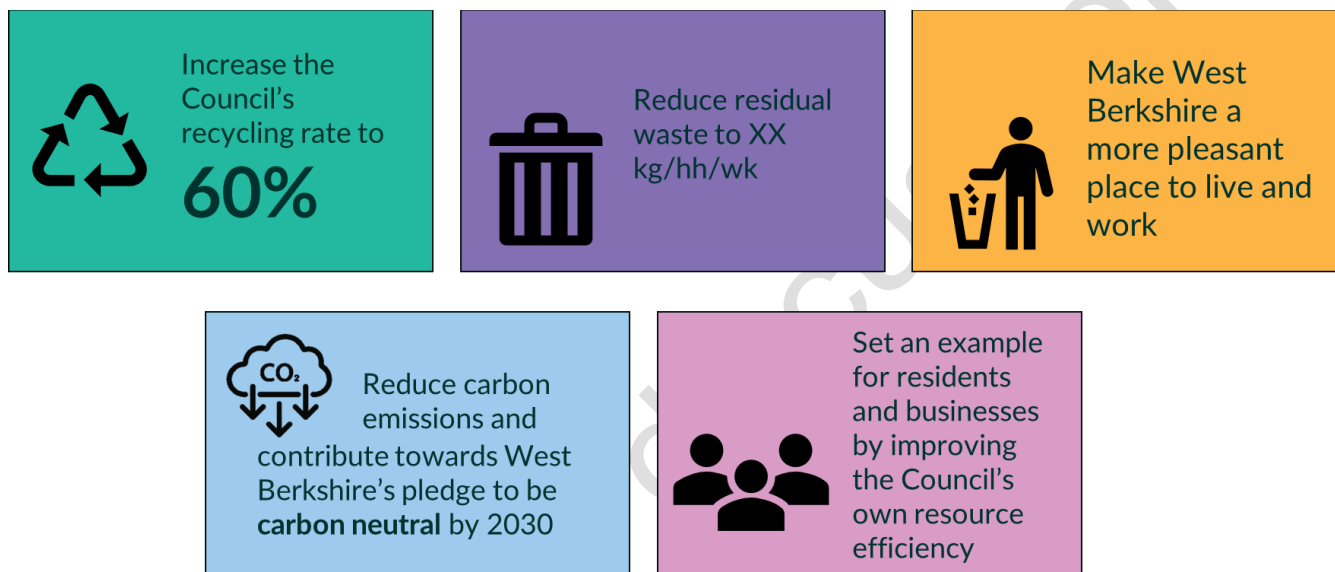 Increase the
Council's
recycling rate to
60%
Reduce residual
waste to XX
kg/hh/wk
Make West
Berkshire a
more pleasant
place to live and
work
CO₂
Reduce carbon
emissions and
contribute towards West
Berkshire's pledge to be
carbon neutral by 2030
Set an example
for residents
and businesses
by improving
the Council's
own resource
efficiency